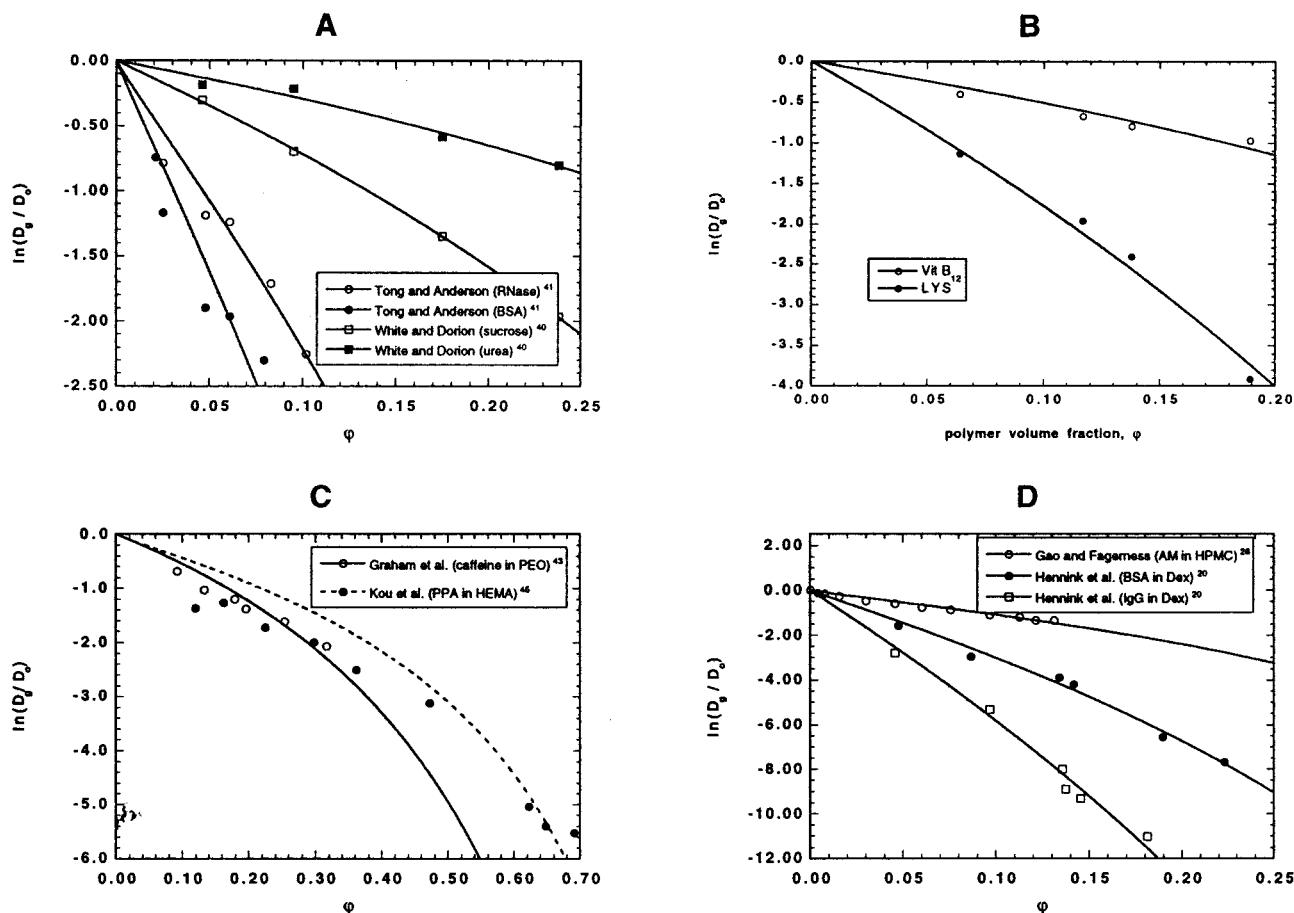 A
ln(D_g / D_o)
0.00
-0.50
-1.00
-1.50
-2.00
-2.50
0.00 0.05 0.10 0.15 0.20 0.25
φ
Tong and Anderson (RNase) 41
Tong and Anderson (BSA) 41
White and Dorion (sucrose) 40
White and Dorion (urea) 40
B
ln(D_g/ D_o)
0.0
-0.5
-1.0
-1.5
-2.0
-2.5
-3.0
-3.5
-4.0
0.00 0.05 0.10 0.15 0.20
polymer volume fraction, φ
Vit B12
LYS
C
ln(D_g/ D_o)
0.0
-1.0
-2.0
-3.0
-4.0
-5.0
-6.0
0.00 0.10 0.20 0.30 0.40 0.50 0.60 0.70
φ
Graham et al. (caffeine in PEO) 43
Kou et al. (PPA in HEMA) 45
D
ln(D_g / D_o)
2.00
0.00
-2.00
-4.00
-6.00
-8.00
-10.00
-12.00
0.00 0.05 0.10 0.15 0.20 0.25
φ
Gao and Fagerness (AM in HPMC) 26
Hennink et al. (BSA in Dex) 20
Hennink et al. (IgG in Dex) 20